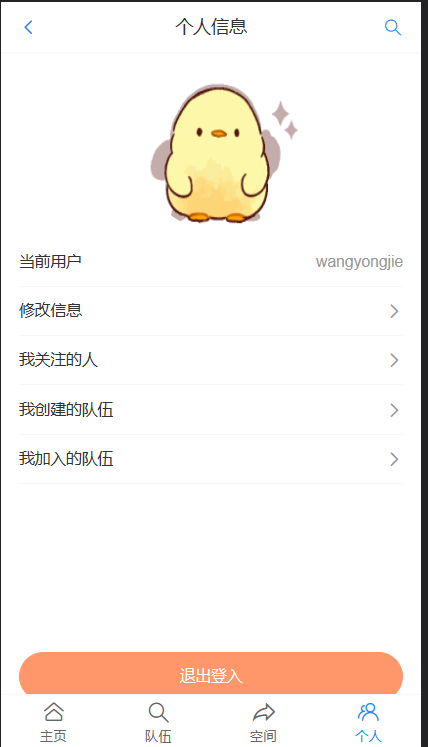 个人信息
当前用户 wangyongjie
修改信息
我关注的人
我创建的队伍
我加入的队伍
退出登入
主页 队伍 空间 个人